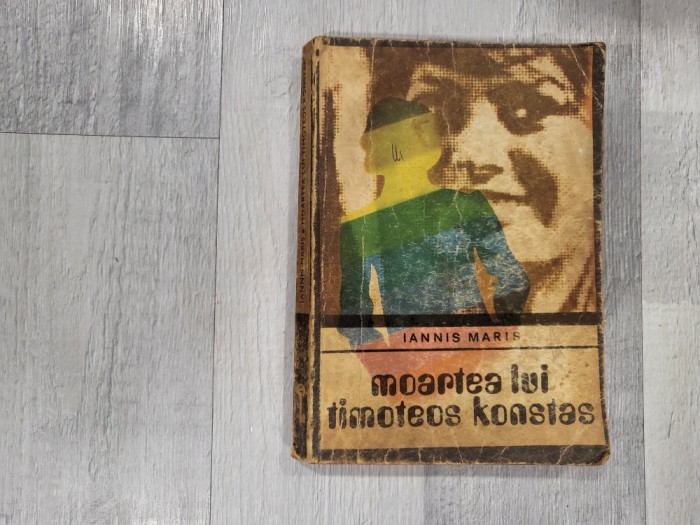 IANNIS MARIS
moartea lui
timoteos konstas